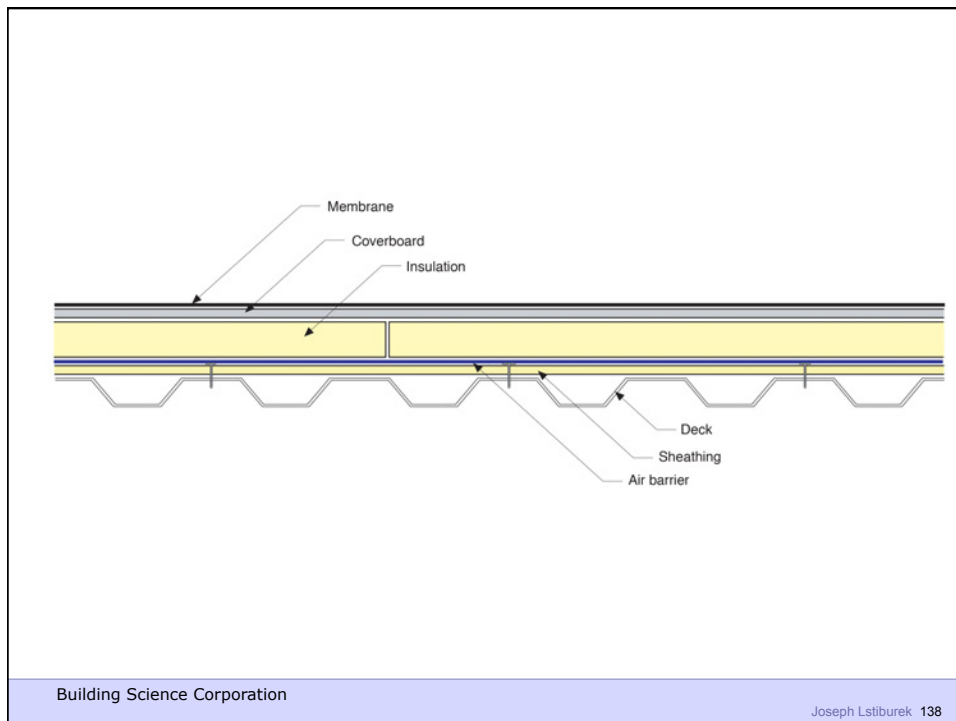 Membrane
Coverboard
Insulation
Deck
Sheathing
Air barrier
Building Science Corporation
Joseph Lstiburek 138